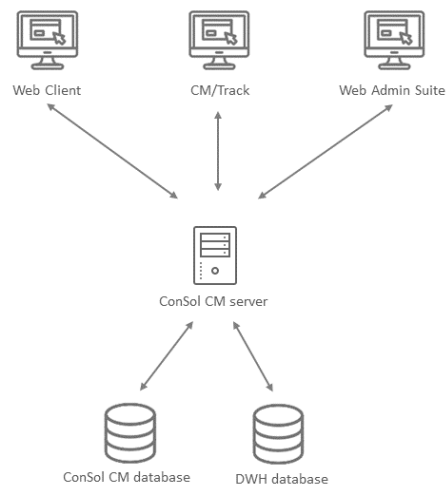 Web Client
CM/Track
Web Admin Suite
ConSol CM server
ConSol CM database
DWH database